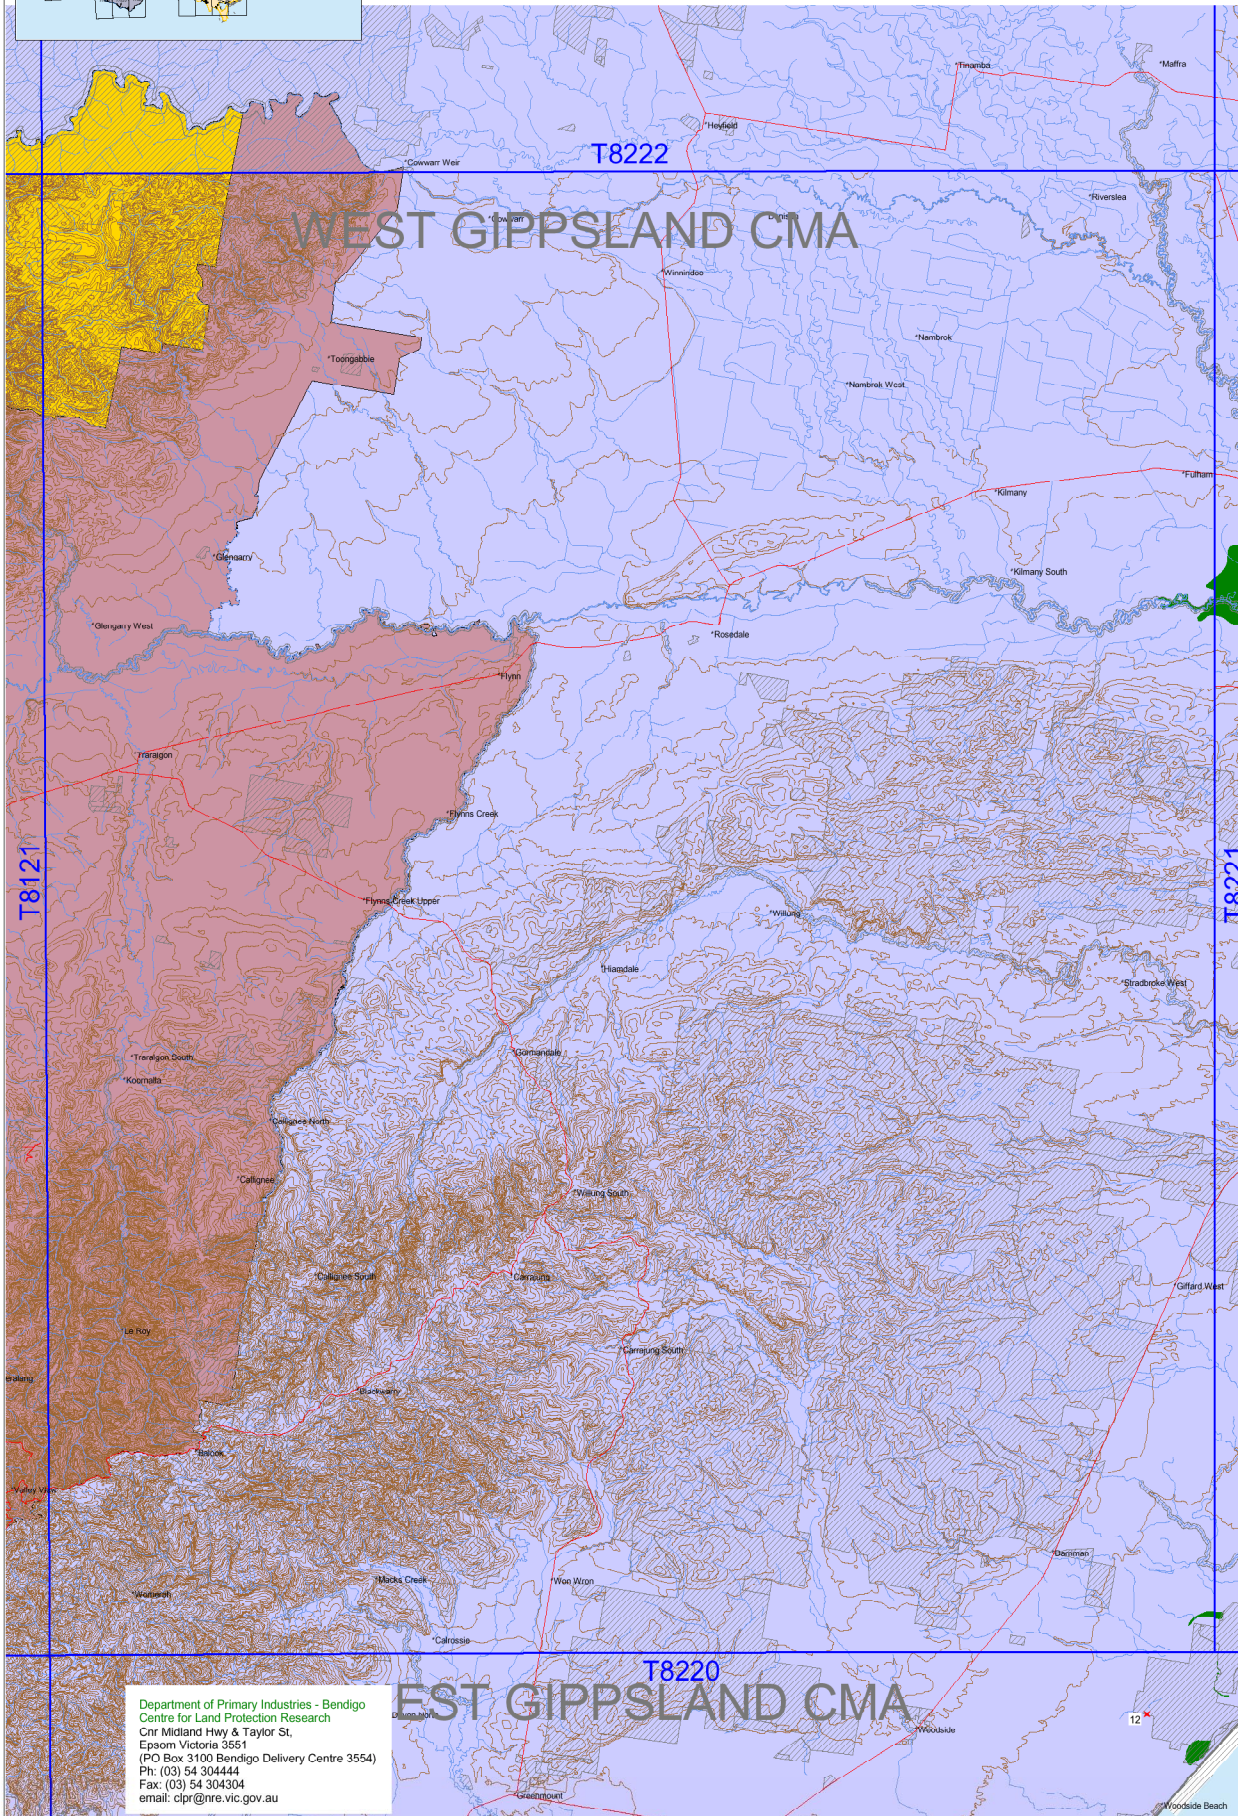 *Tinamba
*Maffra
*Heyfield
T8222
*Cowwarr Weir
*Riverslea
*Cowwarr
WEST GIPPSLAND CMA
*Winnindoo
*Nambrok
*Toongabbie
*Nambrok West
*Fulham
*Kilmany
*Glengarry
*Kilmany South
*Glengarry West
*Rosedale
*Flynn
Traralgon
*Flynns Creek
T8121
T8221
*Flynns Creek Upper
*Willung
*Hiamdale
*Stradbroke West
*Gormandale
*Traralgon South
*Koornalla
*Callignee North
*Callignee
*Willung South
*Callignee South
*Carrajung
*Giffard West
*Le Roy
*Carrajung South
*Blackwarry
*Balook
*Valley View
*Darriman
*Macks Creek
*Won Wron
*Wonyip
*Calrossie
T8220
EST GIPPSLAND CMA
Department of Primary Industries - Bendigo
Centre for Land Protection Research
Cnr Midland Hwy & Taylor St,
Epsom Victoria 3551
(PO Box 3100 Bendigo Delivery Centre 3554)
Ph: (03) 54 304444
Fax: (03) 54 304304
email: clpr@nre.vic.gov.au
12
*Woodside
*Greenmount
*Woodside Beach